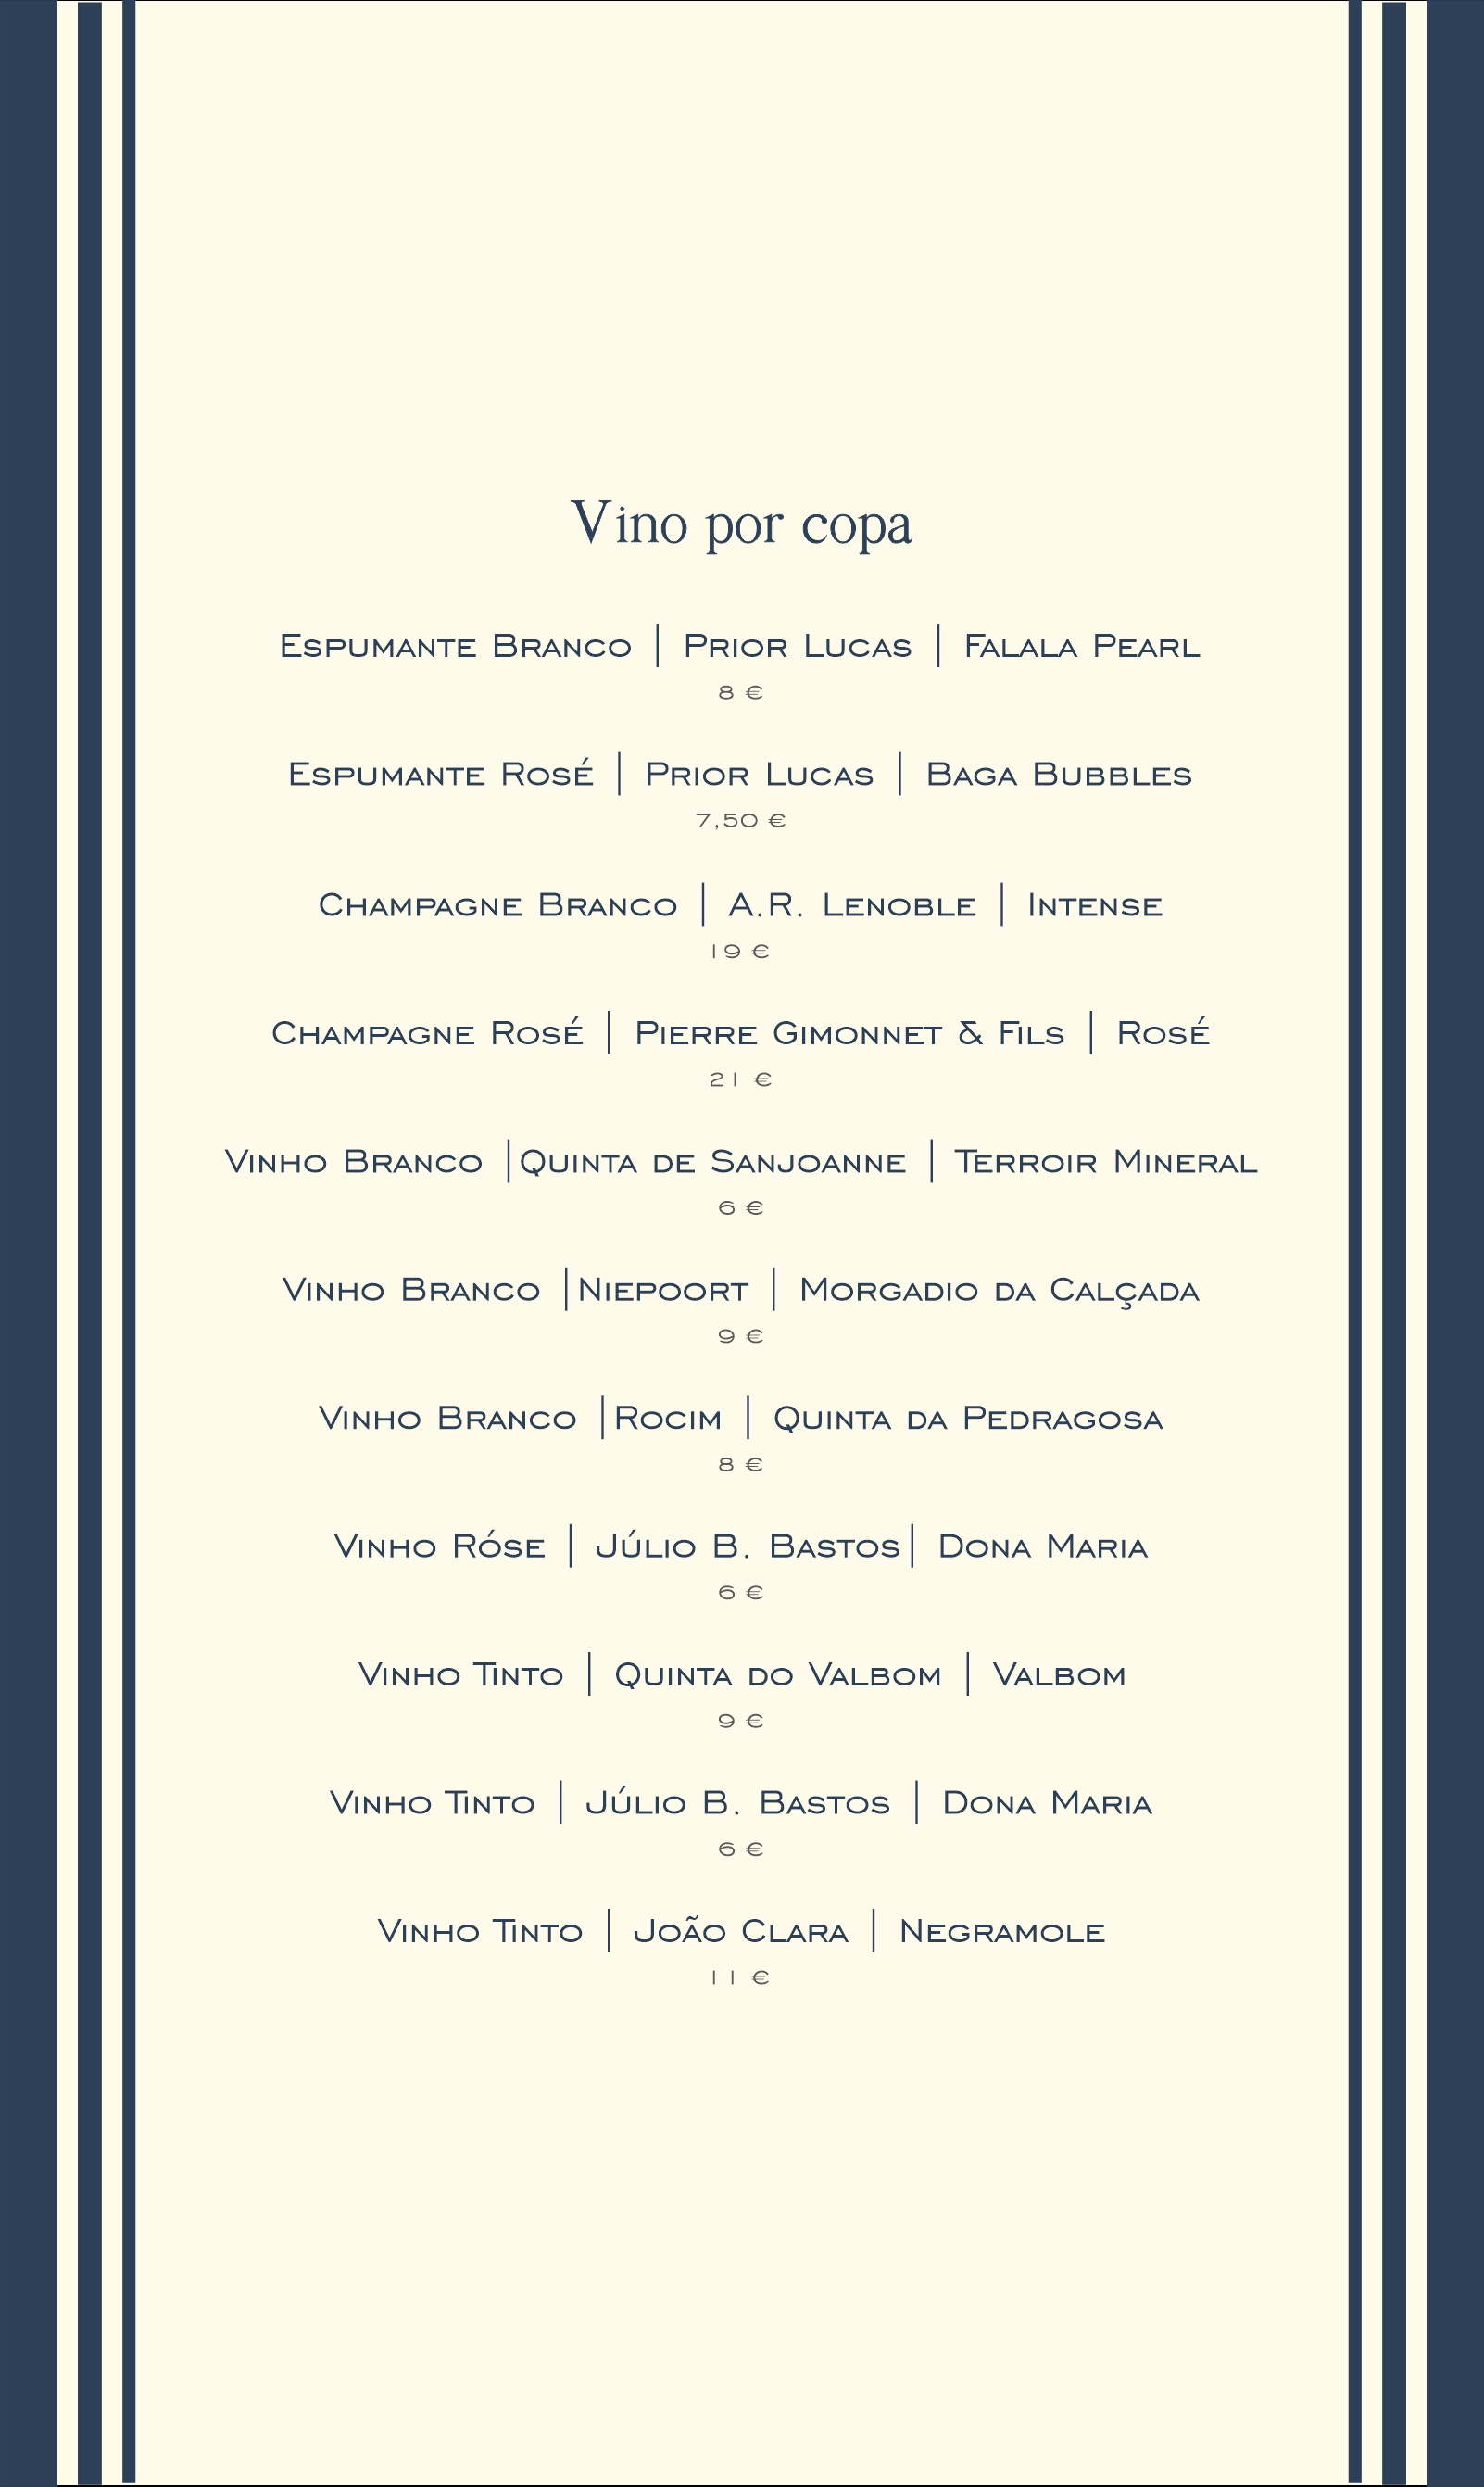 Vino por copa
Espumante Branco | Prior Lucas | Falala Pearl
8 €
Espumante Rosé | Prior Lucas | Baga Bubbles
7,50 €
Champagne Branco | A.R. Lenoble | Intense
19 €
Champagne Rosé | Pierre Gimonnet & Fils | Rosé
21 €
Vinho Branco |Quinta de Sanjoanne | Terroir Mineral
6 €
Vinho Branco |Niepoort | Morgadio da Calçada
9 €
Vinho Branco |Rocim | Quinta da Pedragosa
8 €
Vinho Róse | Júlio B. Bastos| Dona Maria
6 €
Vinho Tinto | Quinta do Valbom | Valbom
9 €
Vinho Tinto | Júlio B. Bastos | Dona Maria
6 €
Vinho Tinto | João Clara | Negramole
11 €